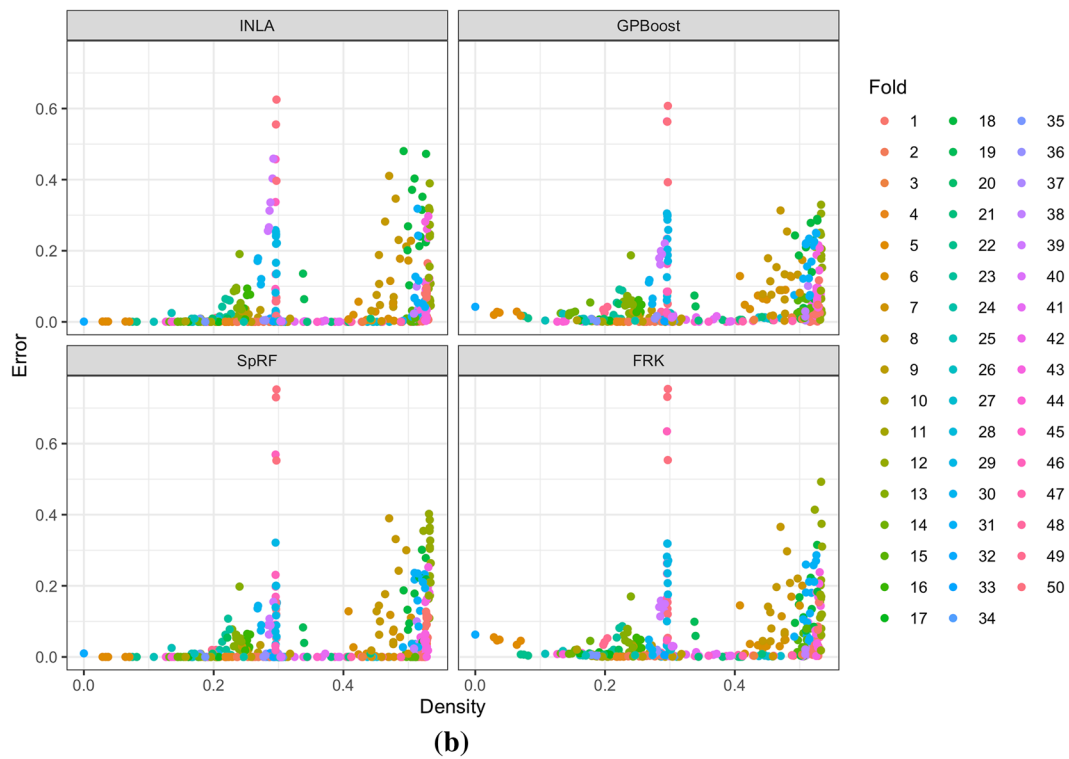 INLA GPBoost
0.6
0.4
0.2
0.0
Error
SpRF FRK
0.6
0.4
0.2
0.0
0.0 0.2 0.4 0.0 0.2 0.4
Density
(b)
Fold
1 18 35
2 19 36
3 20 37
4 21 38
5 22 39
6 23 40
7 24 41
8 25 42
9 26 43
10 27 44
11 28 45
12 29 46
13 30 47
14 31 48
15 32 49
16 33 50
17 34